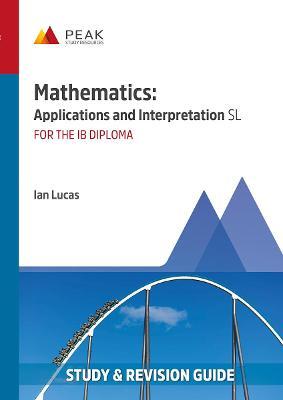 PEAK
STUDY RESOURCES
Mathematics:
Applications and Interpretation SL
FOR THE IB DIPLOMA
Ian Lucas
STUDY & REVISION GUIDE